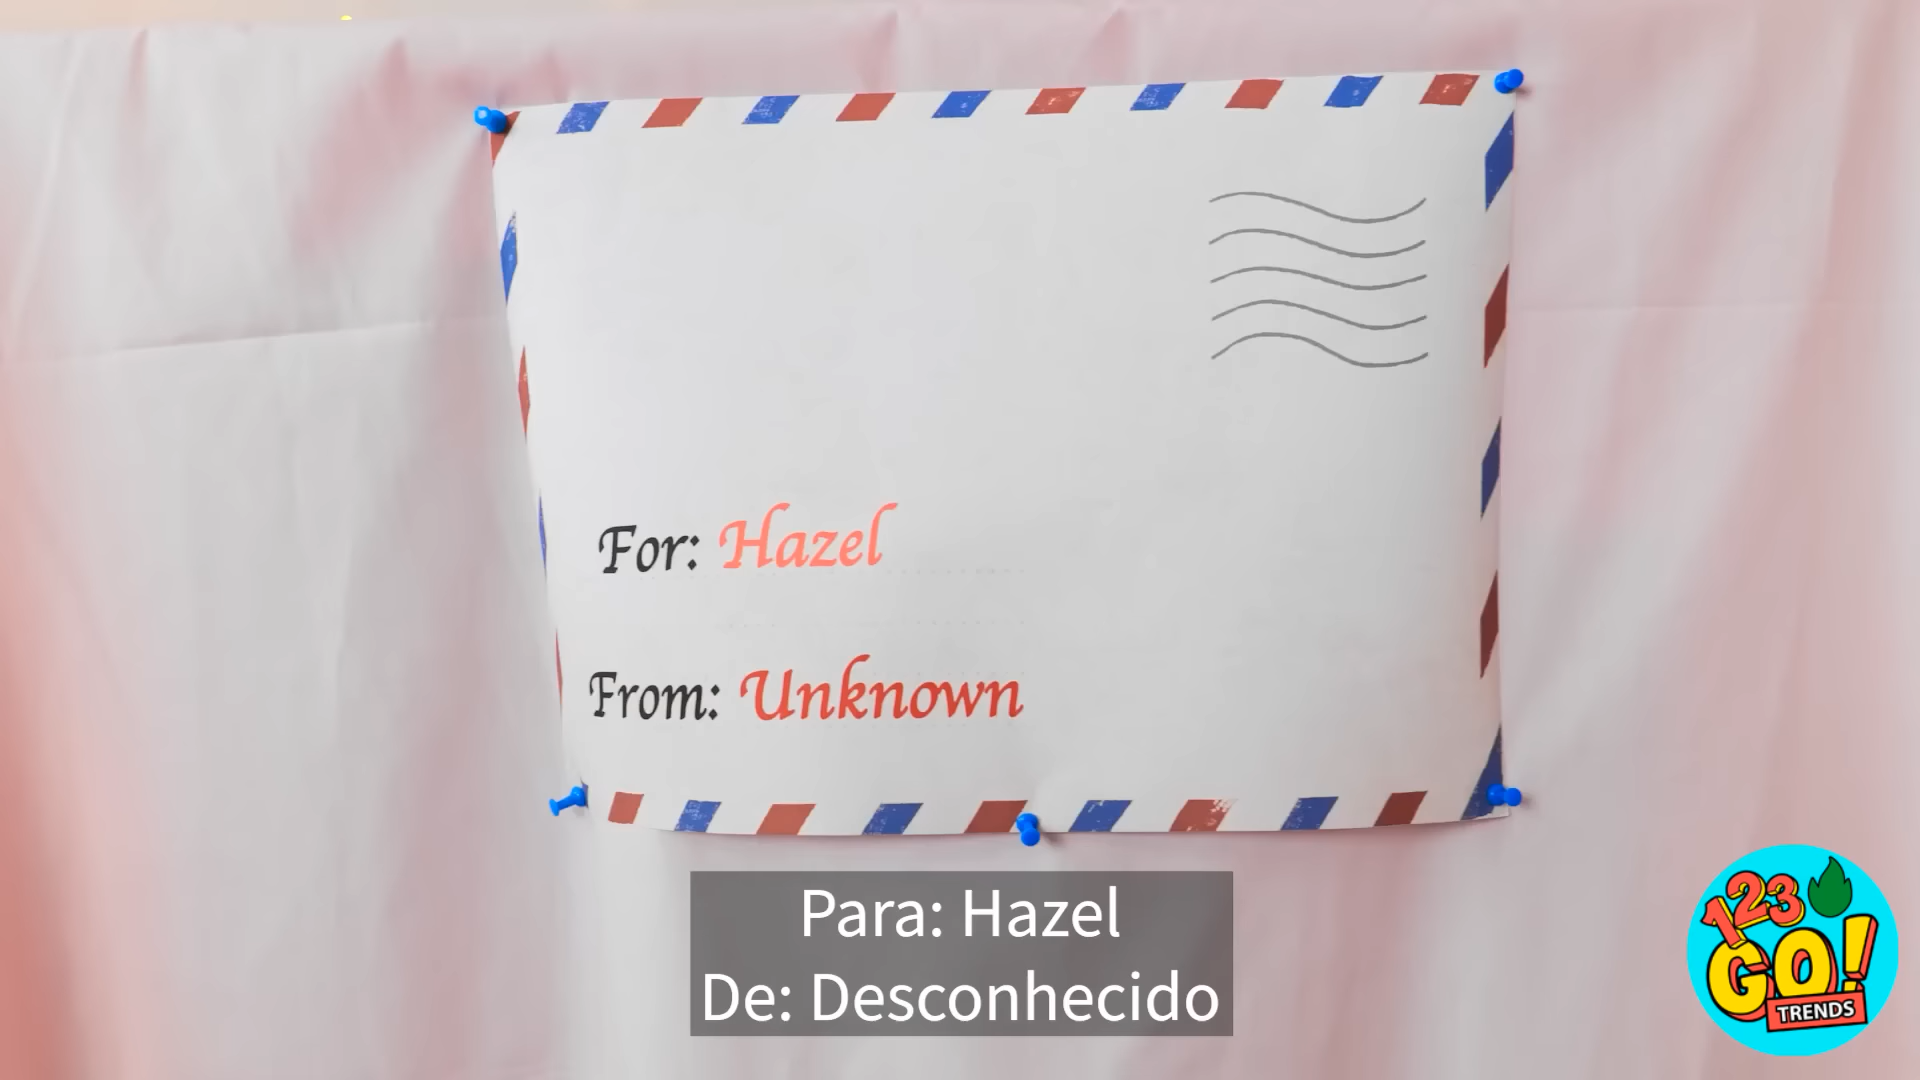 For: Hazel
From: Unknown
Para: Hazel
De: Desconhecido
123
GO!
TRENDS